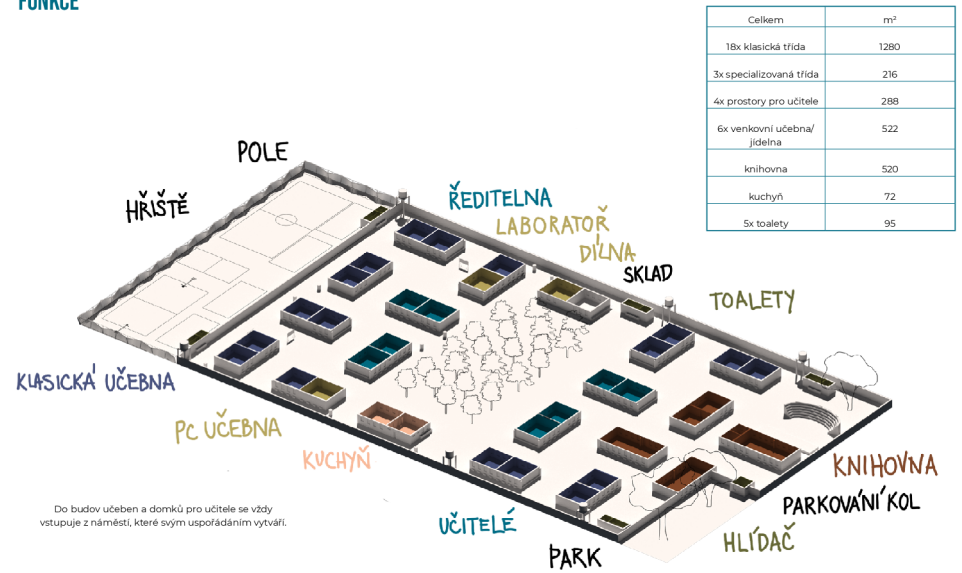 FUNKCE
Celkem m²
18x klasická třída 1280
3x specializovaná třída 216
4x prostory pro učitele 288
6x venkovní učebna/
jídelna 522
knihovna 520
kuchyň 72
5x toalety 95
POLE
HŘIŠTĚ
ŘEDITELNA
LABORATOŘ
DÍLNA
SKLAD
TOALETY
KLASICKÁ UČEBNA
PC UČEBNA
KUCHYŇ
KNIHOVNA
PARKOVÁNÍ KOL
HLÍDAČ
UČITELÉ
PARK
Do budov učeben a domků pro učitele se vždy
vstupuje z náměstí, které svým uspořádáním vytváří.